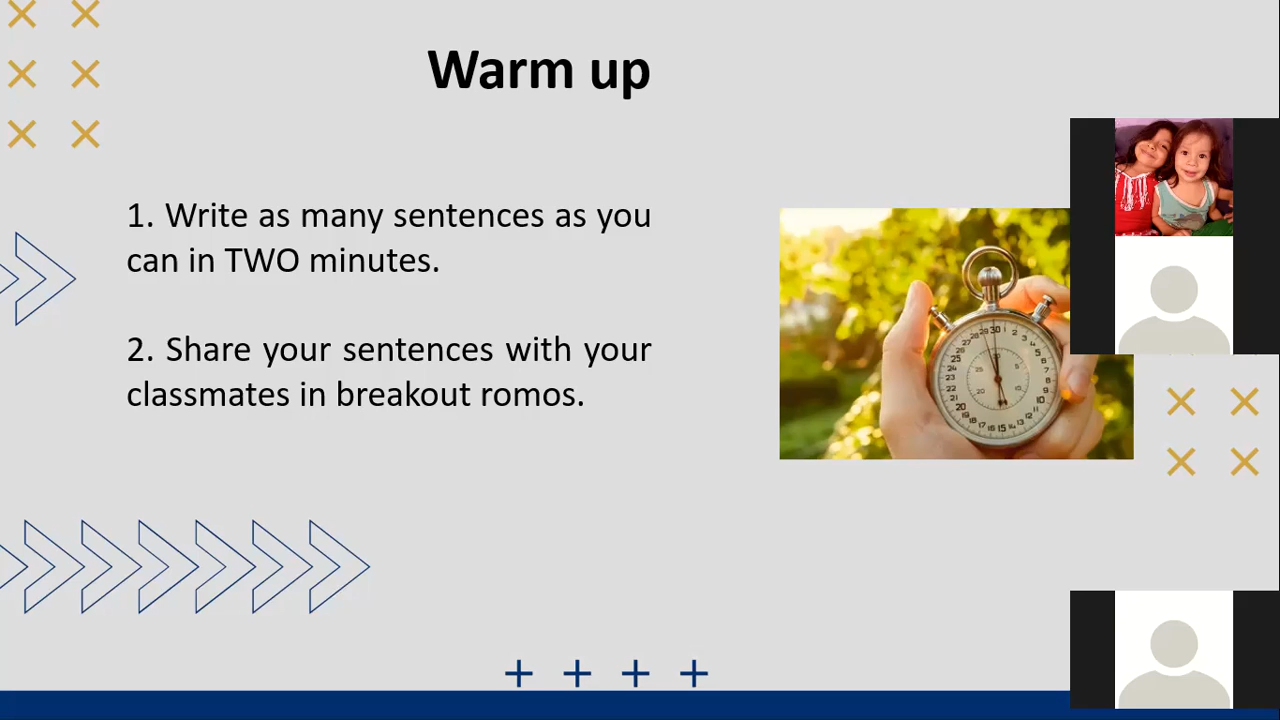 Warm up
1. Write as many sentences as you
can in TWO minutes.
2. Share your sentences with your
classmates in breakout romos.